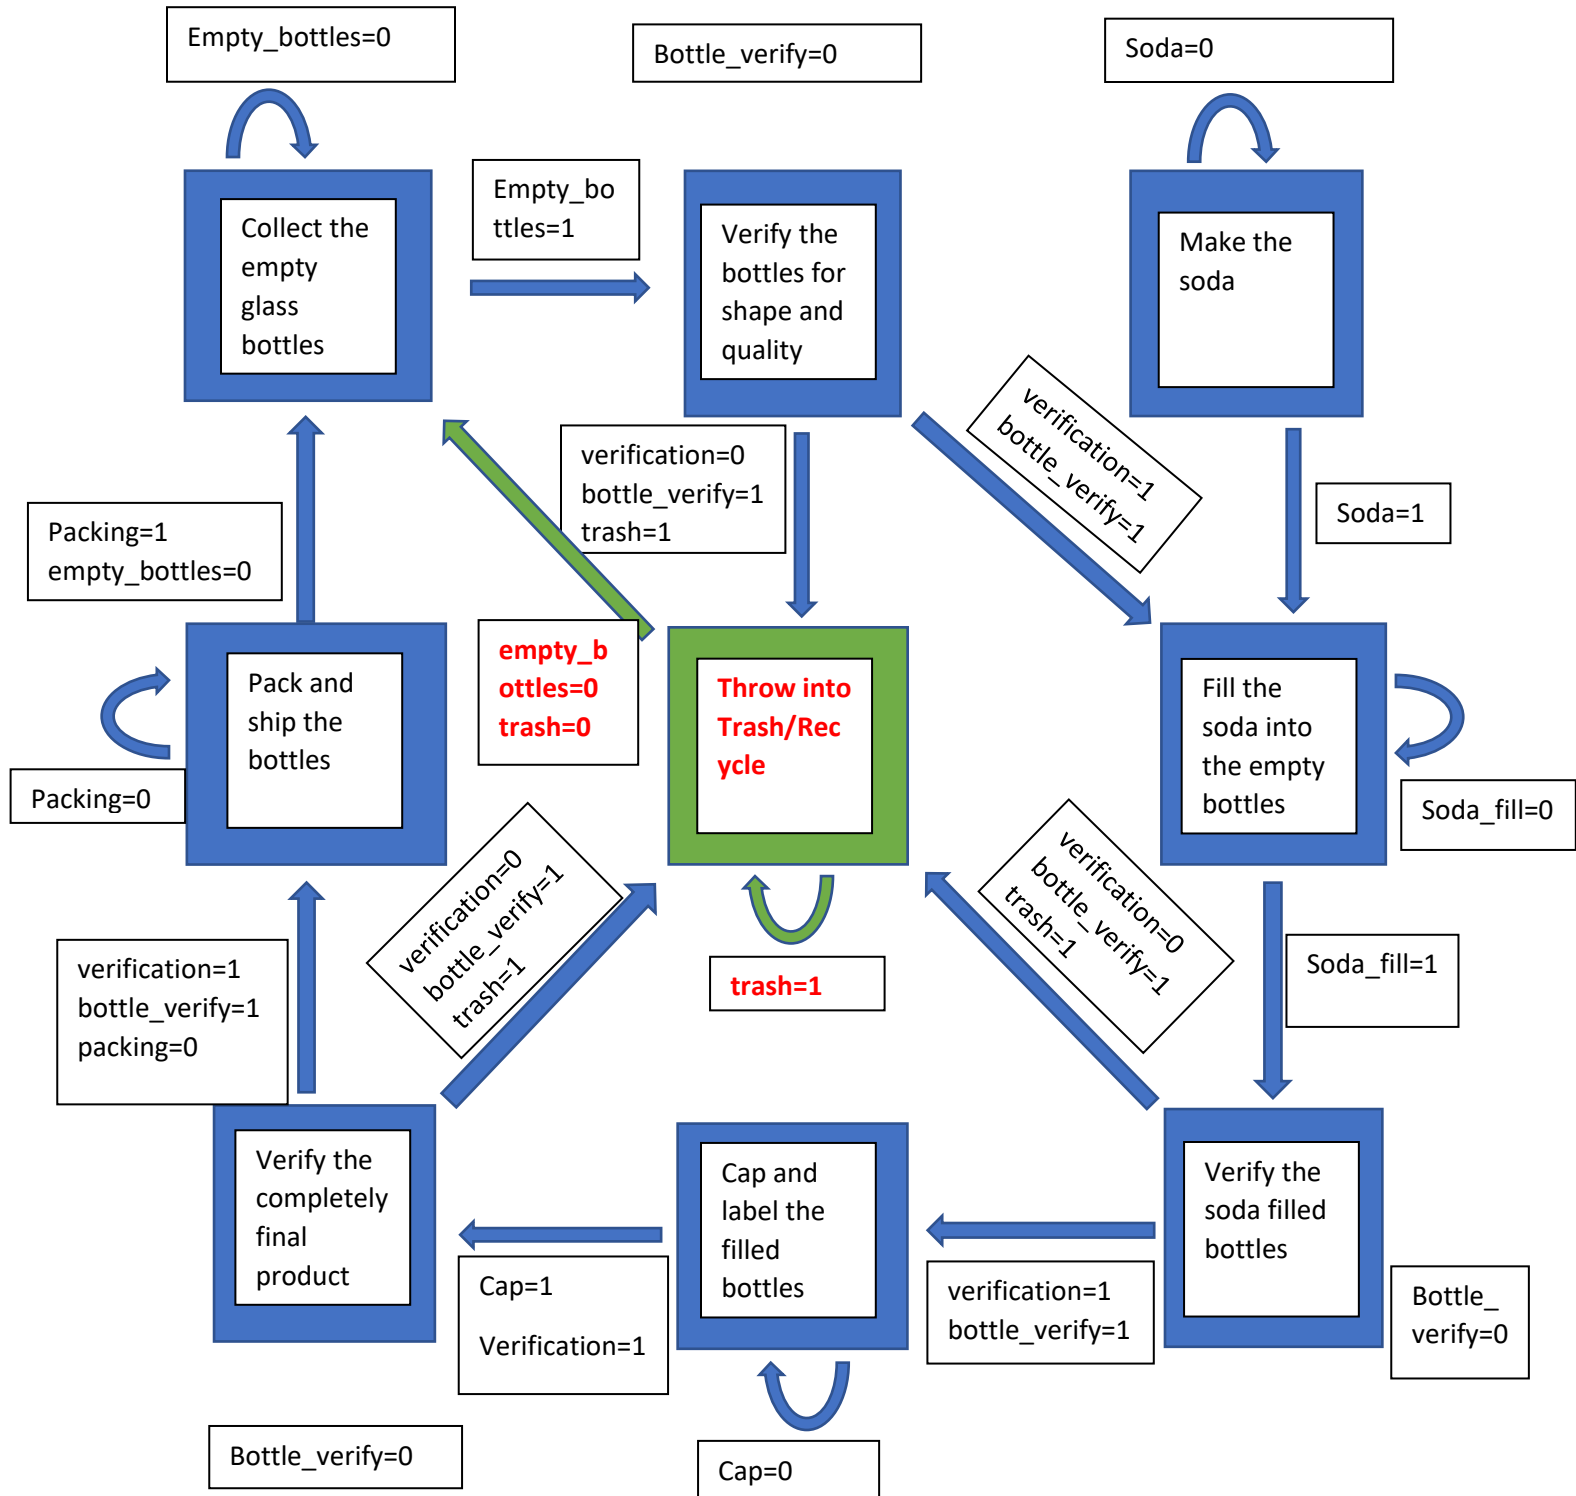 Empty_bottles=0
Bottle_verify=0
Soda=0
Collect the
empty
glass
bottles
Empty_bo
ttles=1
Verify the
bottles for
shape and
quality
Make the
soda
verification=1
bottle_verify=1
verification=0
bottle_verify=1
trash=1
Soda=1
Packing=1
empty_bottles=0
empty_b
ottles=0
trash=0
Pack and
ship the
bottles
Throw into
Trash/Rec
ycle
Fill the
soda into
the empty
bottles
Packing=0
Soda_fill=0
verification=0
bottle_verify=1
trash=1
verification=0
bottle_verify=1
trash=1
verification=1
bottle_verify=1
packing=0
trash=1
Soda_fill=1
Verify the
completely
final
product
Cap and
label the
filled
bottles
Verify the
soda filled
bottles
Cap=1
Verification=1
verification=1
bottle_verify=1
Bottle_
verify=0
Bottle_verify=0
Cap=0